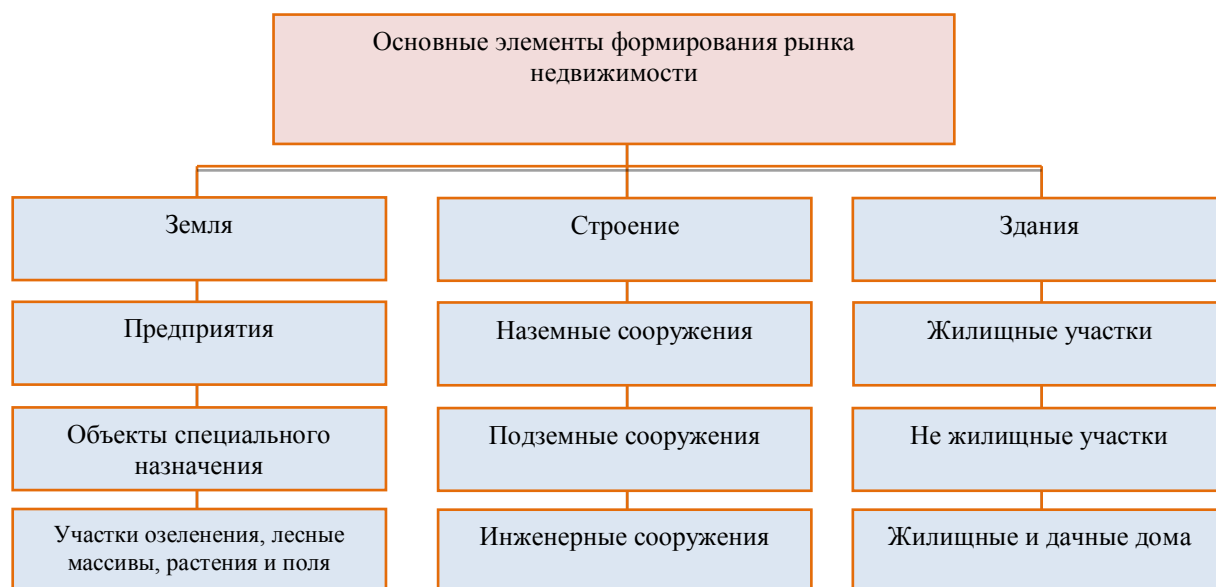 Основные элементы формирования рынка
недвижимости
Земля
Строение
Здания
Предприятия
Наземные сооружения
Жилищные участки
Объекты специального
назначения
Подземные сооружения
Не жилищные участки
Участки озеленения, лесные
массивы, растения и поля
Инженерные сооружения
Жилищные и дачные дома